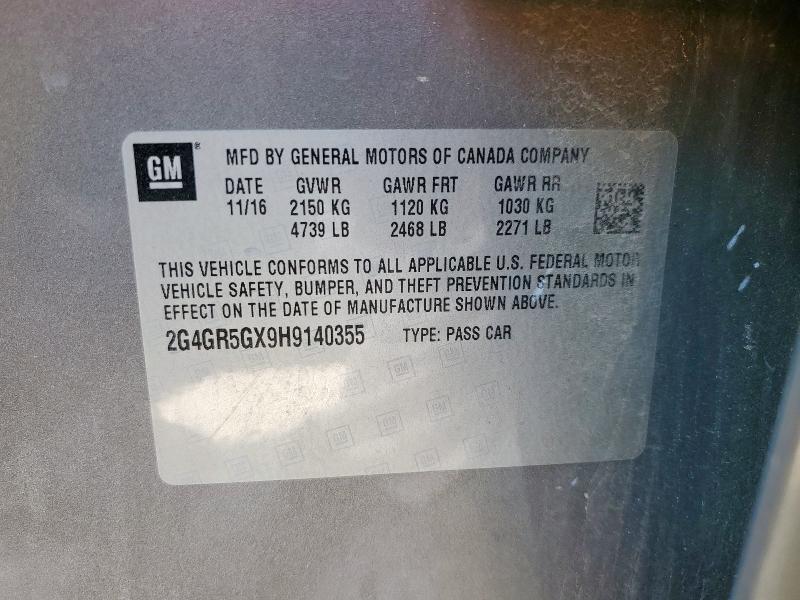 GM®
MFD BY GENERAL MOTORS OF CANADA COMPANY
DATE GVWR GAWR FRT GAWR RR
11/16 2150 KG 1120 KG 1030 KG
4739 LB 2468 LB 2271 LB
THIS VEHICLE CONFORMS TO ALL APPLICABLE U.S. FEDERAL MOTOR
VEHICLE SAFETY, BUMPER, AND THEFT PREVENTION STANDARDS IN
EFFECT ON THE DATE OF MANUFACTURE SHOWN ABOVE.
2G4GR5GX9H9140355 TYPE: PASS CAR